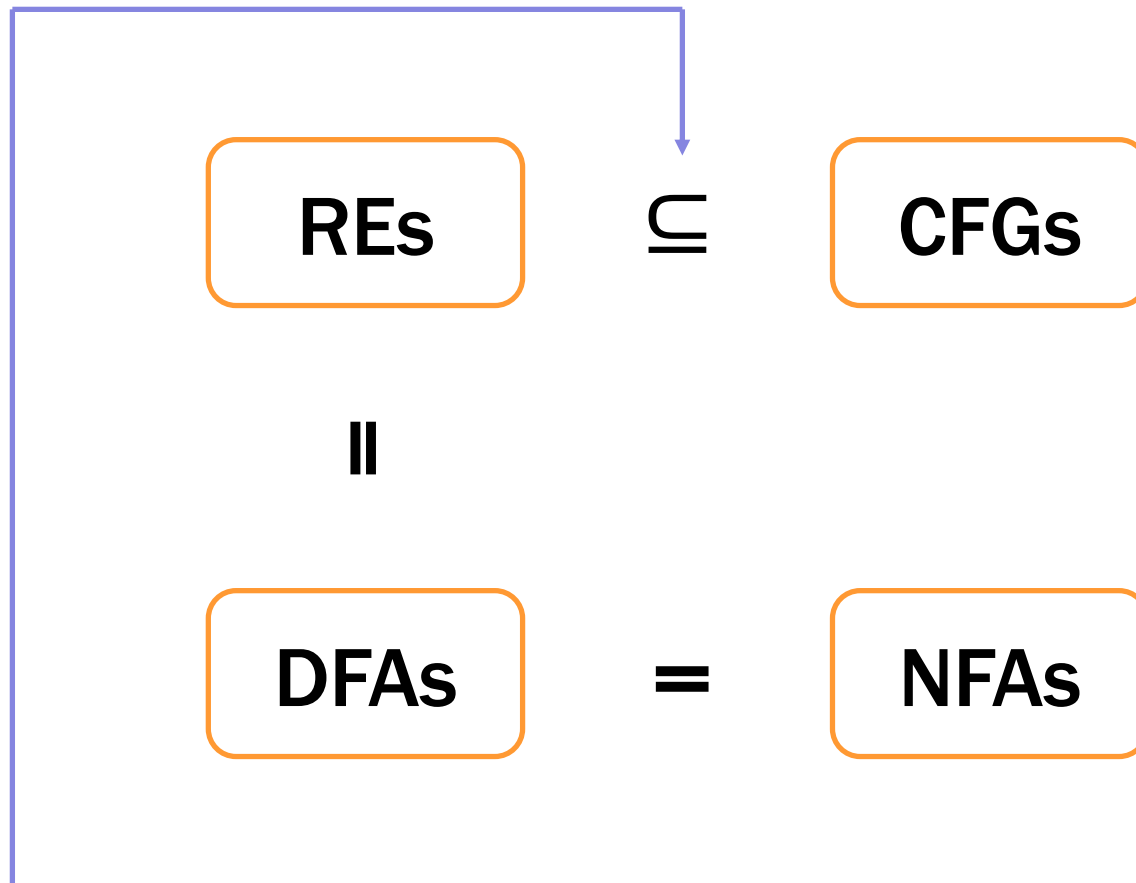 REs ⊆ CFGs
=
DFAs = NFAs